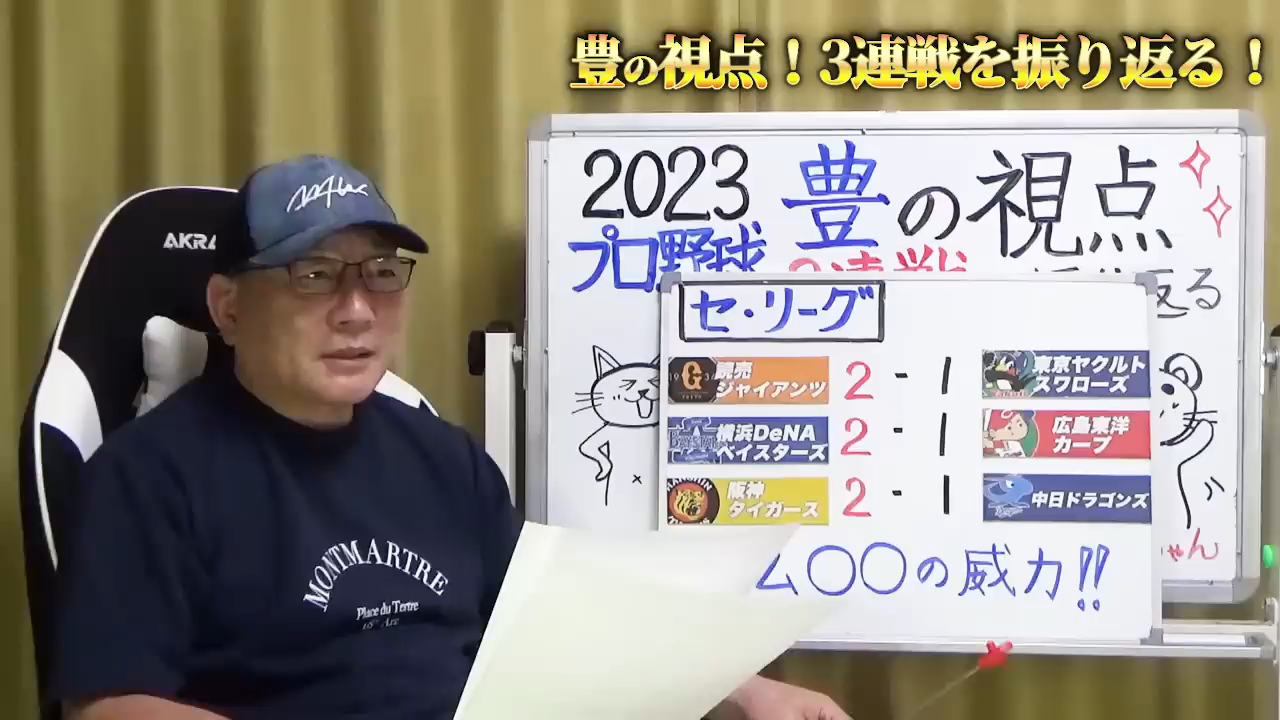 豊の視点！3連戦を振り返る！
2023 豊の視点
プロ野球 3連戦
返る
セ・リーグ
読売
ジャイアンツ
2 - 1
東京ヤクルト
スワローズ
横浜DeNA
ベイスターズ
2 - 1
広島東洋
カープ
阪神
タイガース
2 - 1
中日ドラゴンズ
ム〇〇の威力!!
ゃん
AKRA
MONTMARTRE
Place du Tertre
18e Arr